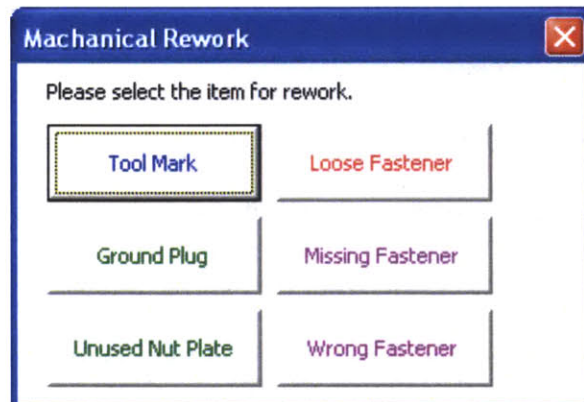 Machanical Rework
Please select the item for rework.
Tool Mark Loose Fastener
Ground Plug Missing Fastener
Unused Nut Plate Wrong Fastener